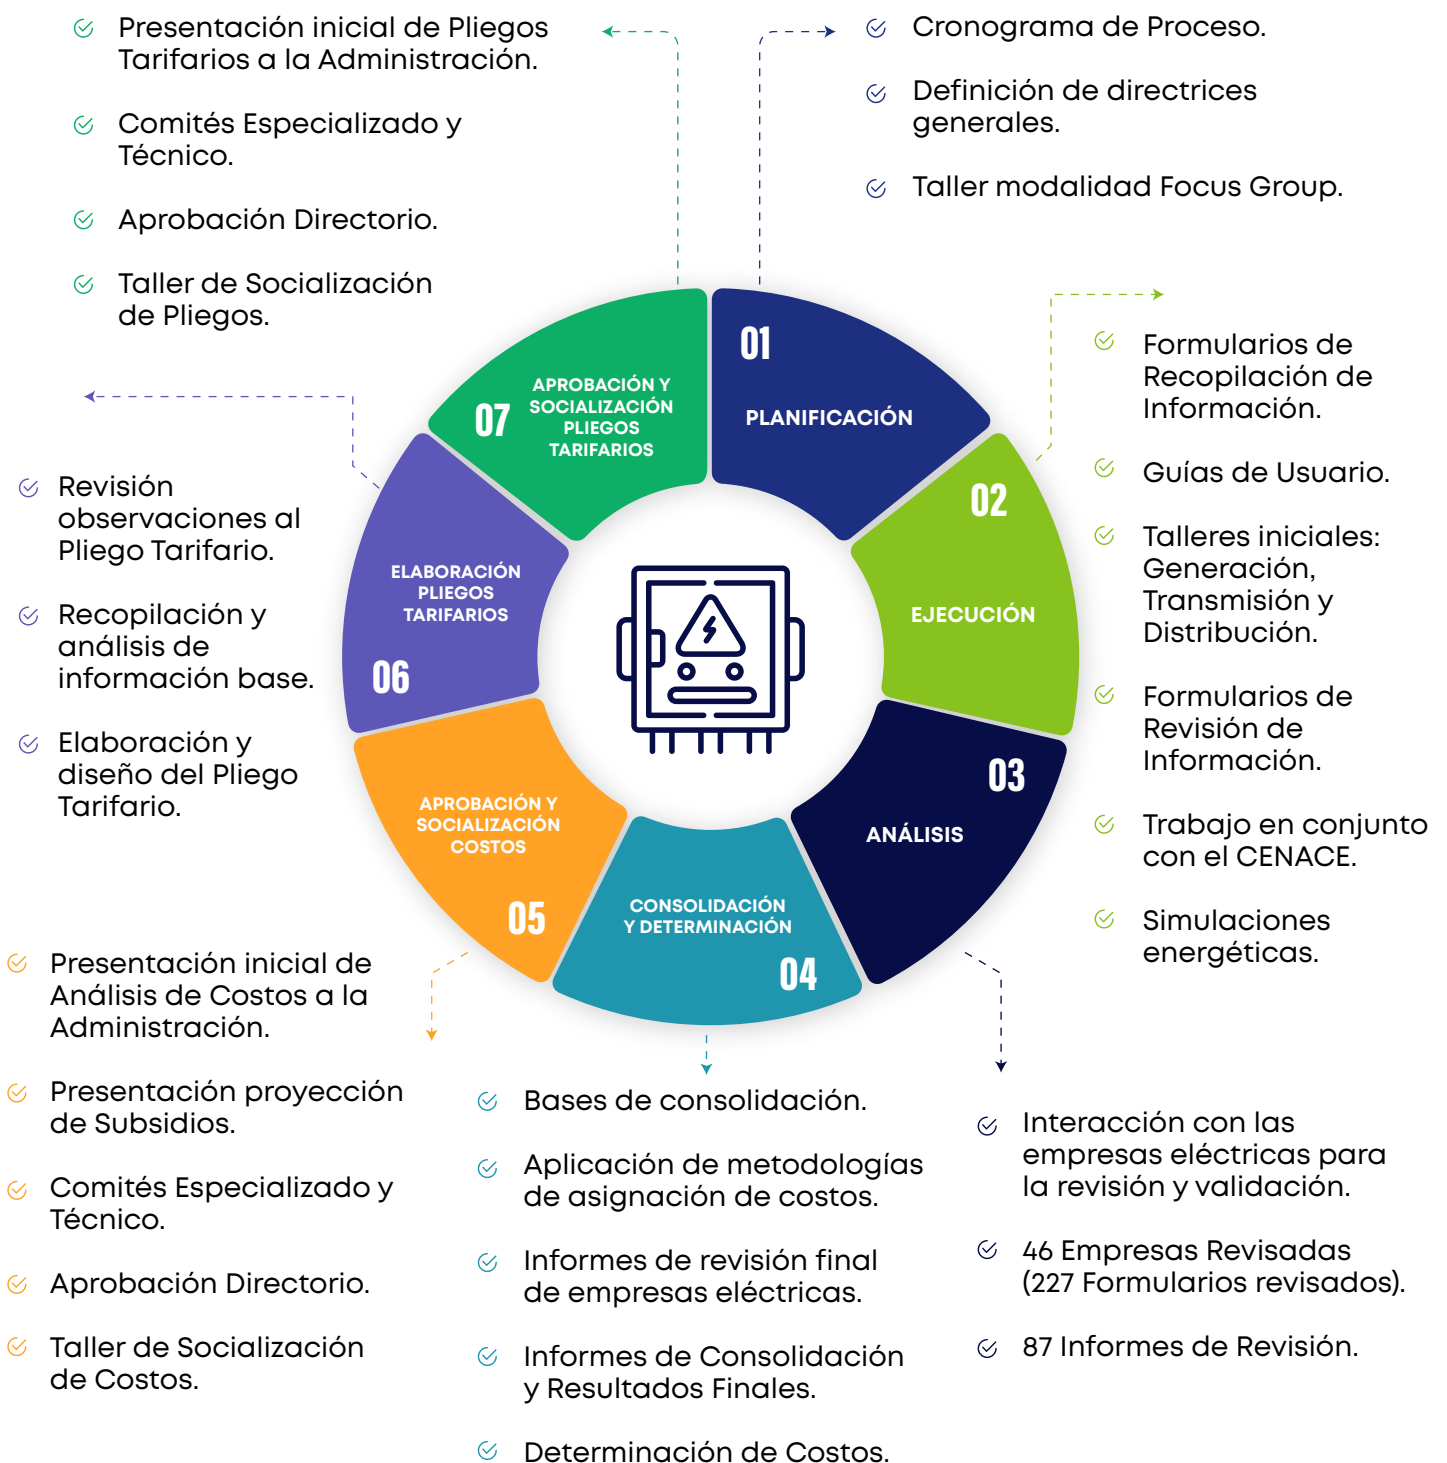 01
PLANIFICACIÓN
Cronograma de Proceso.
Definición de directrices
generales.
Taller modalidad Focus Group.
02
EJECUCIÓN
Formularios de
Recopilación de
Información.
Guías de Usuario.
Talleres iniciales:
Generación,
Transmisión y
Distribución.
Formularios de
Revisión de
Información.
Trabajo en conjunto
con el CENACE.
Simulaciones
energéticas.
03
ANÁLISIS
Interacción con las
empresas eléctricas para
la revisión y validación.
46 Empresas Revisadas
(227 Formularios revisados).
87 Informes de Revisión.
CONSOLIDACIÓN
Y DETERMINACIÓN
04
Bases de consolidación.
Aplicación de metodologías
de asignación de costos.
Informes de revisión final
de empresas eléctricas.
Informes de Consolidación
y Resultados Finales.
Determinación de Costos.
APROBACIÓN Y
SOCIALIZACIÓN
COSTOS
05
Presentación inicial de
Análisis de Costos a la
Administración.
Presentación proyección
de Subsidios.
Comités Especializado y
Técnico.
Aprobación Directorio.
Taller de Socialización
de Costos.
ELABORACIÓN
PLIEGOS
TARIFARIOS
06
Revisión
observaciones al
Pliego Tarifario.
Recopilación y
análisis de
información base.
Elaboración y
diseño del Pliego
Tarifario.
07
APROBACIÓN Y
SOCIALIZACIÓN
PLIEGOS
TARIFARIOS
Presentación inicial de Pliegos
Tarifarios a la Administración.
Comités Especializado y
Técnico.
Aprobación Directorio.
Taller de Socialización
de Pliegos.